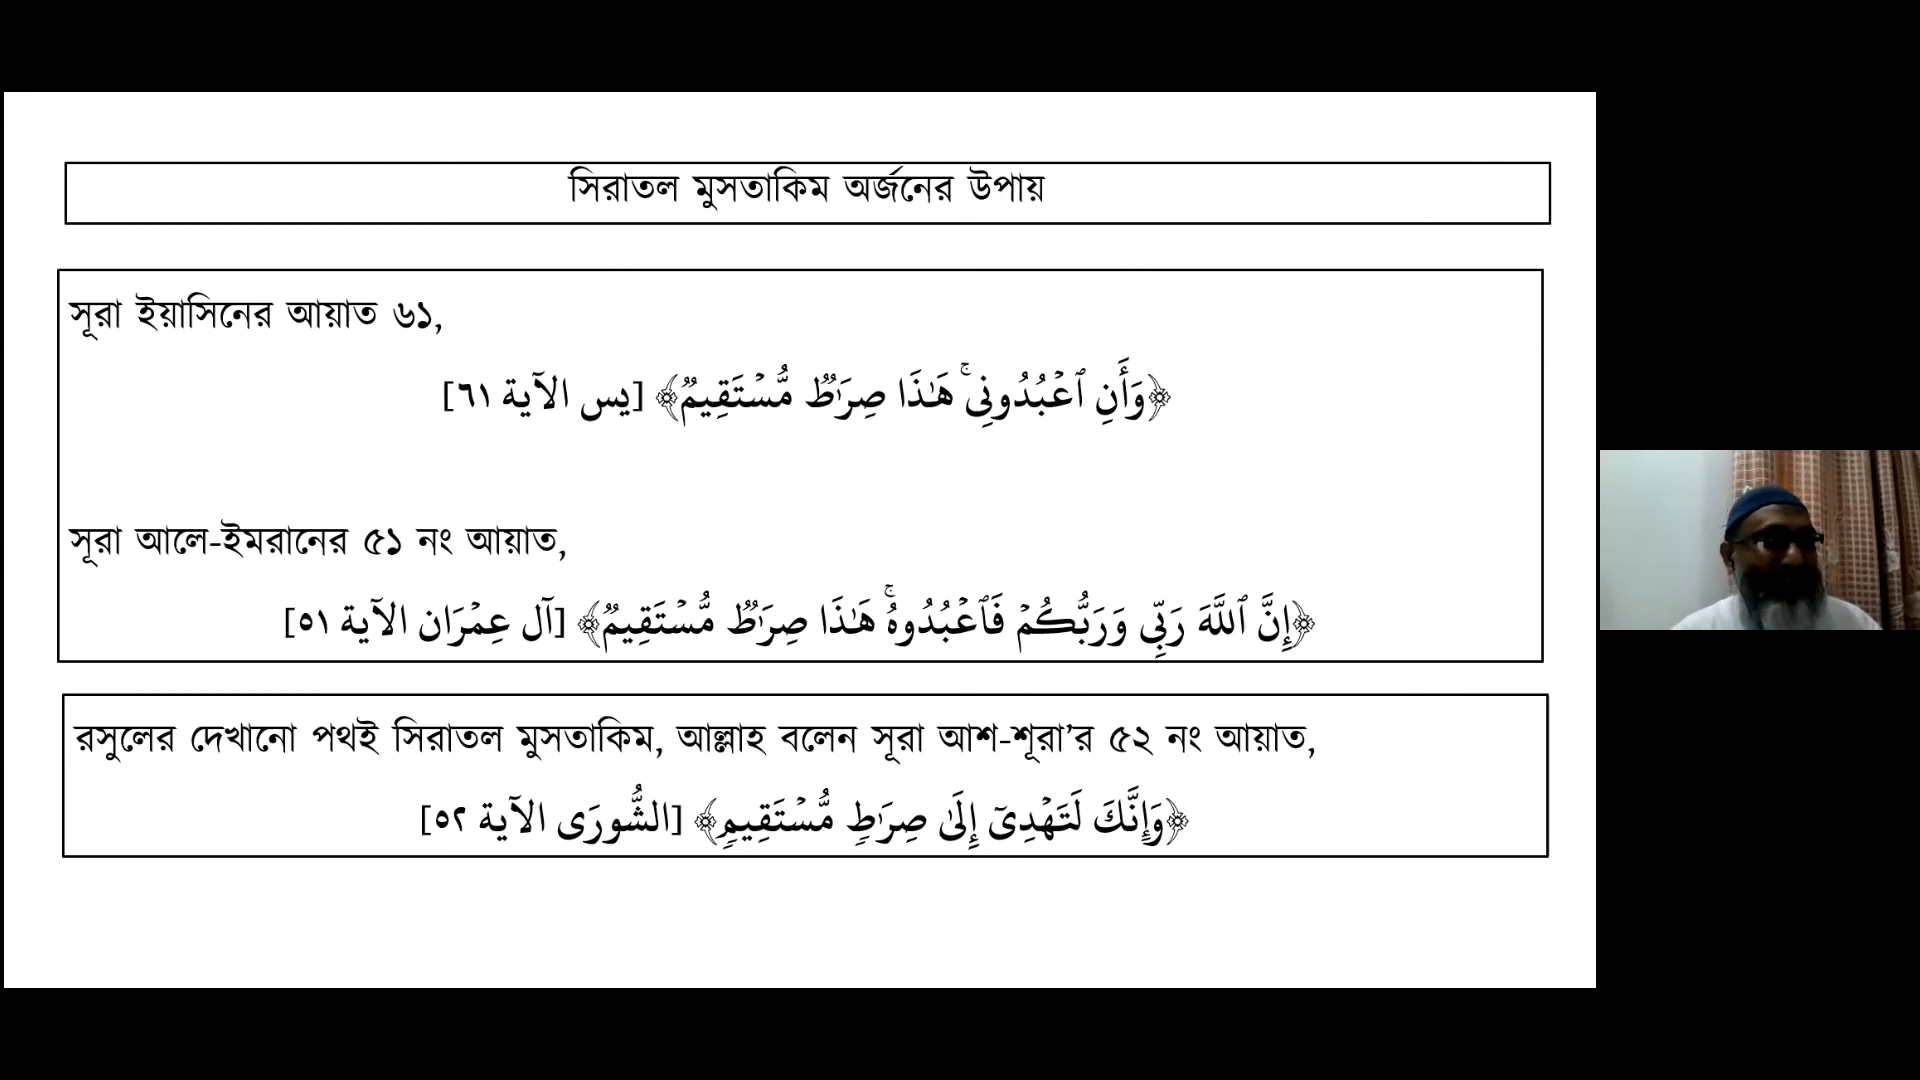 সিরাতল মুসতাকিম অর্জনের উপায়
সূরা ইয়াসিনের আয়াত ৬১,
﴿وَأَنِ ٱعۡبُدُونِيۚ هَٰذَا صِرَٰطٞ مُّسۡتَقِيمٞ﴾ [يس الآية ٦١]
সূরা আলে-ইমরানের ৫১ নং আয়াত,
﴿إِنَّ ٱللَّهَ رَبِّي وَرَبُّكُمۡ فَٱعۡبُدُوهُۚ هَٰذَا صِرَٰطٞ مُّسۡتَقِيمٞ﴾ [آل عِمۡرَان الآية ٥١]
রসুলের দেখানো পথই সিরাতল মুসতাকিম, আল্লাহ বলেন সূরা আশ-শূরা’র ৫২ নং আয়াত,
﴿وَإِنَّكَ لَتَهۡدِيٓ إِلَىٰ صِرَٰطٖ مُّسۡتَقِيمٖ﴾ [الشُّورَى الآية ٥٢]